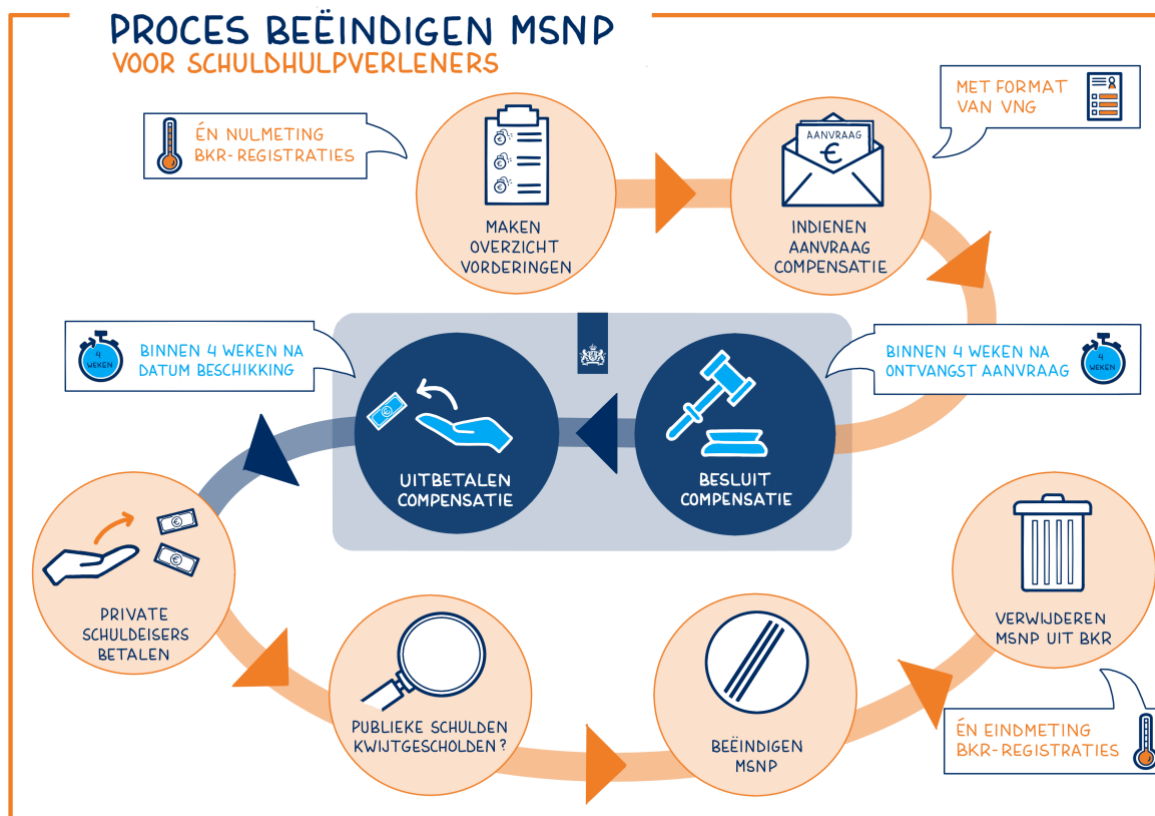 PROCES BEËINDIGEN MSNP
VOOR SCHULDHULPVERLENERS
ÉN NULMETING
BKR-REGISTRATIES
MAKEN
OVERZICHT
VORDERINGEN
AANVRAAG
€
INDIENEN
AANVRAAG
COMPENSATIE
MET FORMAT
VAN VNG
4
WEKEN
BINNEN 4 WEKEN NA
ONTVANGST AANVRAAG
BESLUIT
COMPENSATIE
4
WEKEN
BINNEN 4 WEKEN NA
DATUM BESCHIKKING
UITBETALEN
COMPENSATIE
PRIVATE
SCHULDEISERS
BETALEN
PUBLIEKE SCHULDEN
KWIJTGESCHOLDEN?
BEËINDIGEN
MSNP
VERWIJDEREN
MSNP UIT BKR
ÉN EINDMETING
BKR-REGISTRATIES